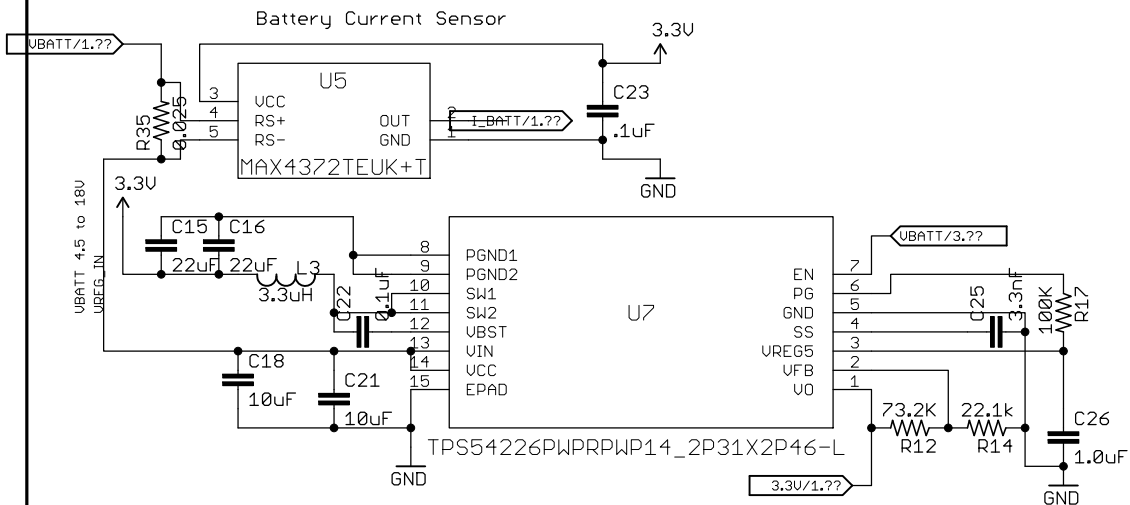 Battery Current Sensor
VBATT/1.??
3.3V
U5
C23
.1uF
R35
0.025
3
4
5
VCC
RS+
RS-
OUT
GND
2
1
I_BATT/1.??
MAX4372TEUK+T
GND
VBATT 4.5 to 18V
VREG_IN
3.3V
C15
C16
22uF
22uF
L3
3.3uH
C22
0.1uF
8
9
10
11
12
13
14
15
PGND1
PGND2
SW1
SW2
VBST
VIN
VCC
EPAD
U7
EN
PG
GND
SS
VREG5
VFB
VO
7
6
5
4
3
2
1
VBATT/3.??
C25
3.3nF
100K
R17
C18
10uF
C21
10uF
73.2K
R12
22.1k
R14
C26
1.0uF
TPS54226PWPRPWP14_2P31X2P46-L
GND
3.3V/1.??
GND